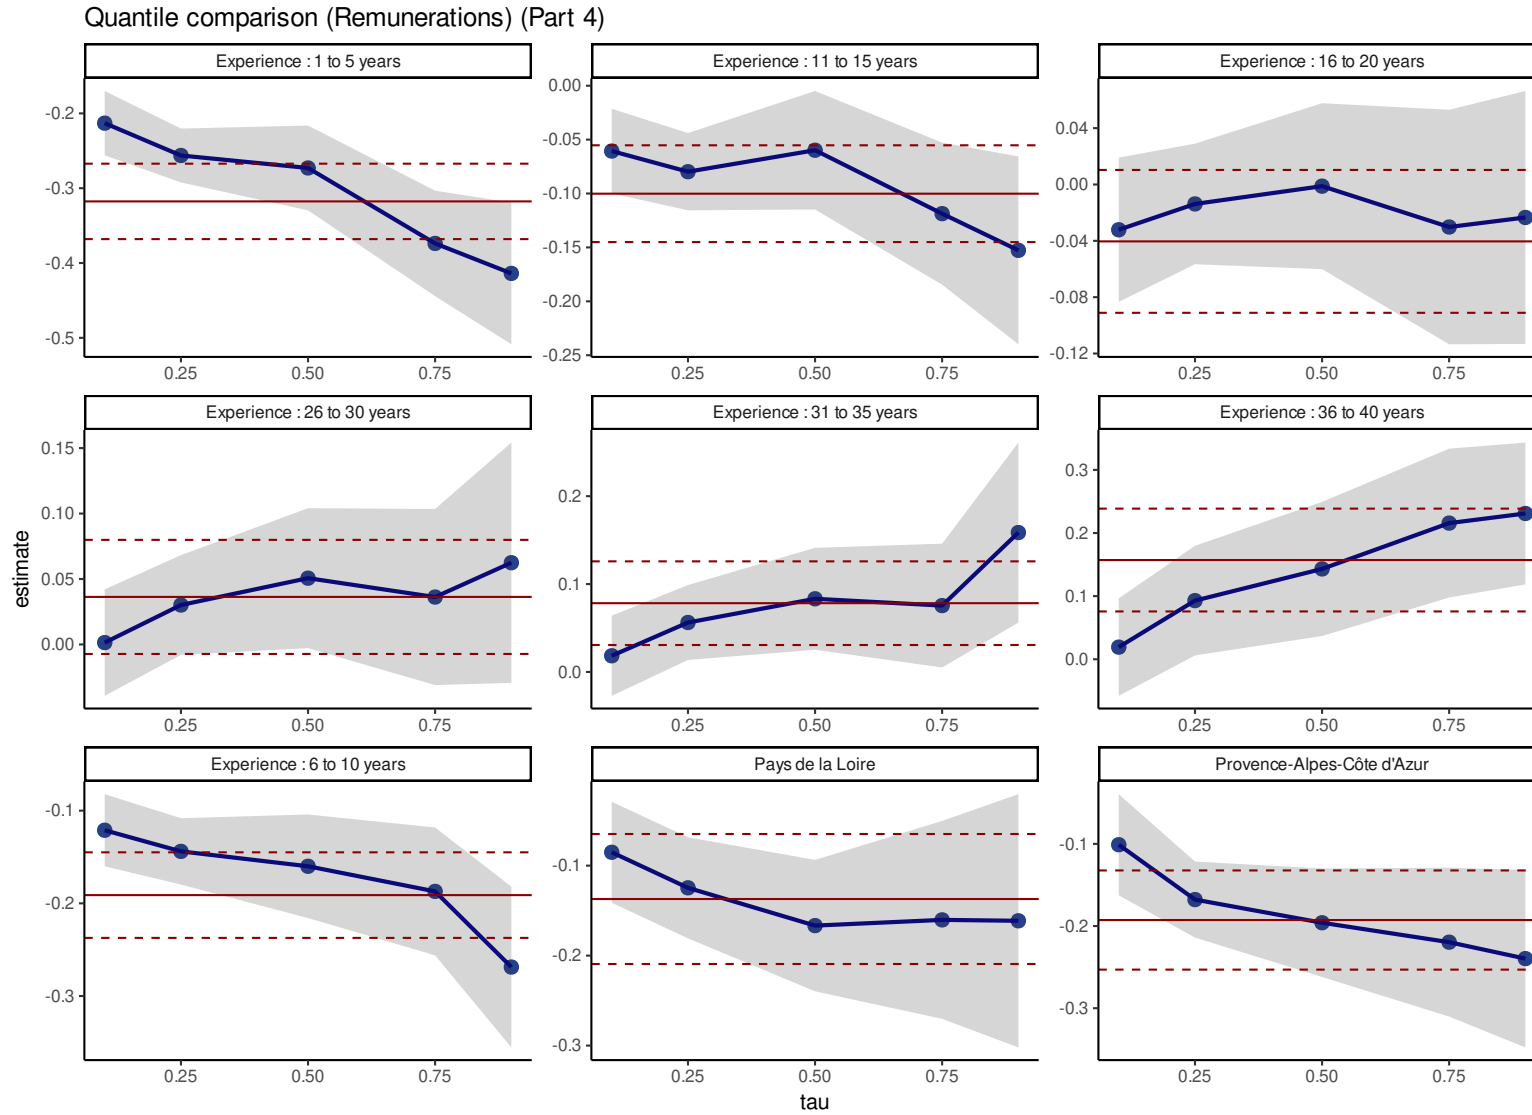 Quantile comparison (Remunerations) (Part 4)
Experience : 1 to 5 years
-0.2
-0.3
-0.4
-0.5
0.25 0.50 0.75
Experience : 11 to 15 years
0.00
-0.05
-0.10
-0.15
-0.20
-0.25
0.25 0.50 0.75
Experience : 16 to 20 years
0.04
0.00
-0.04
-0.08
-0.12
0.25 0.50 0.75
estimate
Experience : 26 to 30 years
0.15
0.10
0.05
0.00
0.25 0.50 0.75
Experience : 31 to 35 years
0.2
0.1
0.0
0.25 0.50 0.75
Experience : 36 to 40 years
0.3
0.2
0.1
0.0
0.25 0.50 0.75
Experience : 6 to 10 years
-0.1
-0.2
-0.3
0.25 0.50 0.75
Pays de la Loire
-0.1
-0.2
-0.3
0.25 0.50 0.75
Provence-Alpes-Côte d'Azur
-0.1
-0.2
-0.3
0.25 0.50 0.75
tau